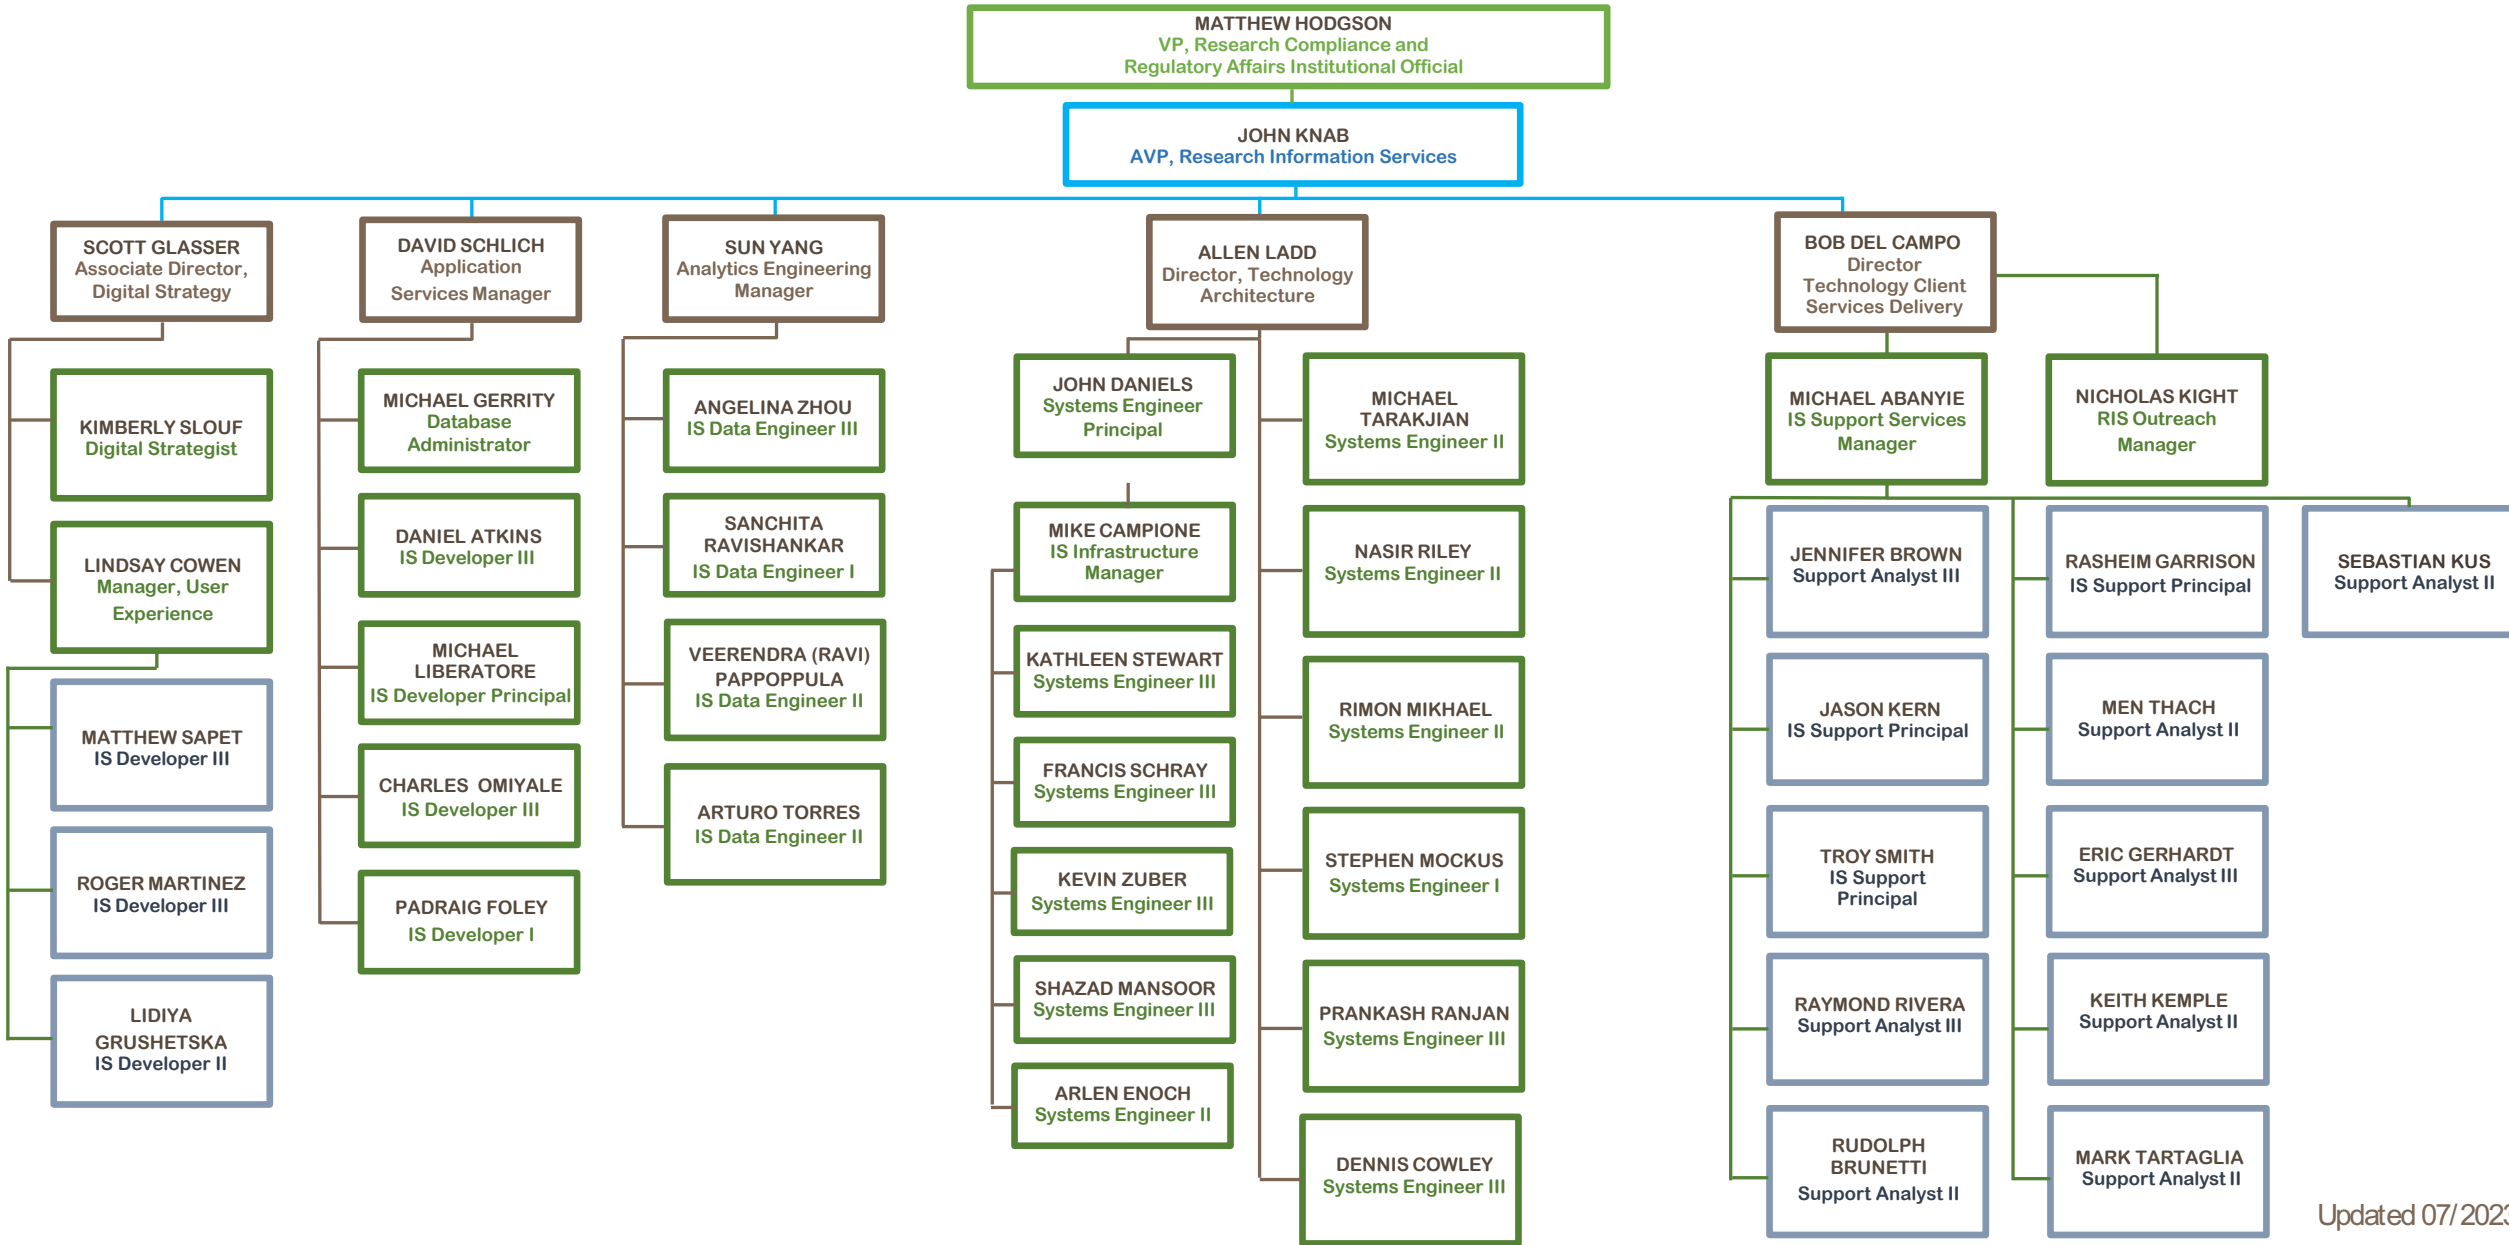 MATTHEW HODGSON
VP, Research Compliance and
Regulatory Affairs Institutional Official
JOHN KNAB
AVP, Research Information Services
SCOTT GLASSER
Associate Director,
Digital Strategy
DAVID SCHLICH
Application
Services Manager
SUN YANG
Analytics Engineering
Manager
ALLEN LADD
Director, Technology
Architecture
BOB DEL CAMPO
Director
Technology Client
Services Delivery
KIMBERLY SLOUF
Digital Strategist
LINDSAY COWEN
Manager, User
Experience
MATTHEW SAPET
IS Developer III
ROGER MARTINEZ
IS Developer III
LIDIYA
GRUSHETSKA
IS Developer II
MICHAEL GERRITY
Database
Administrator
DANIEL ATKINS
IS Developer III
MICHAEL
LIBERATORE
IS Developer Principal
CHARLES OMIYALE
IS Developer III
PADRAIG FOLEY
IS Developer I
ANGELINA ZHOU
IS Data Engineer III
SANCHITA
RAVISHANKAR
IS Data Engineer I
VEERENDRA (RAVI)
PAPPOPPULA
IS Data Engineer II
ARTURO TORRES
IS Data Engineer II
JOHN DANIELS
Systems Engineer
Principal
MIKE CAMPIONE
IS Infrastructure
Manager
KATHLEEN STEWART
Systems Engineer III
FRANCIS SCHRAY
Systems Engineer III
KEVIN ZUBER
Systems Engineer III
SHAZAD MANSOOR
Systems Engineer III
ARLEN ENOCH
Systems Engineer II
MICHAEL
TARAKJIAN
Systems Engineer II
NASIR RILEY
Systems Engineer II
RIMON MIKHAEL
Systems Engineer II
STEPHEN MOCKUS
Systems Engineer I
PRANKASH RANJAN
Systems Engineer III
DENNIS COWLEY
Systems Engineer III
MICHAEL ABANYIE
IS Support Services
Manager
NICHOLAS KIGHT
RIS Outreach
Manager
JENNIFER BROWN
Support Analyst III
JASON KERN
IS Support Principal
TROY SMITH
IS Support
Principal
RAYMOND RIVERA
Support Analyst III
RUDOLPH
BRUNETTI
Support Analyst II
RASHEIM GARRISON
IS Support Principal
MEN THACH
Support Analyst II
ERIC GERHARDT
Support Analyst III
KEITH KEMPLE
Support Analyst II
MARK TARTAGLIA
Support Analyst II
SEBASTIAN KUS
Support Analyst II
Updated 07/2023